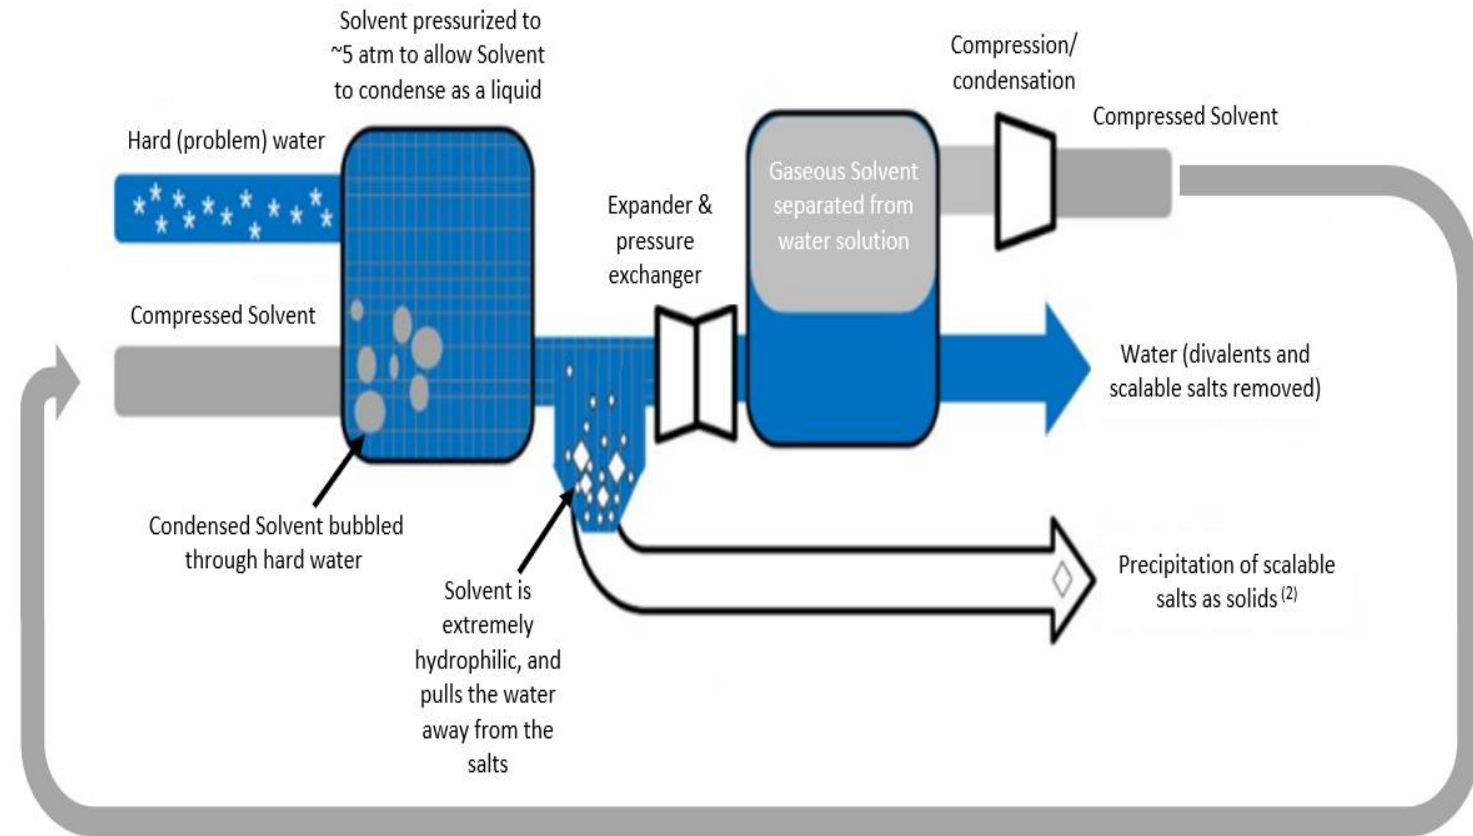 Solvent pressurized to
~5 atm to allow Solvent
to condense as a liquid
Hard (problem) water
Compressed Solvent
Condensed Solvent bubbled
through hard water
Solvent is
extremely
hydrophilic, and
pulls the water
away from the
salts
Expander &
pressure
exchanger
Gaseous Solvent
separated from
water solution
Compression/
condensation
Compressed Solvent
Water (divalents and
scalable salts removed)
Precipitation of scalable
salts as solids (2)